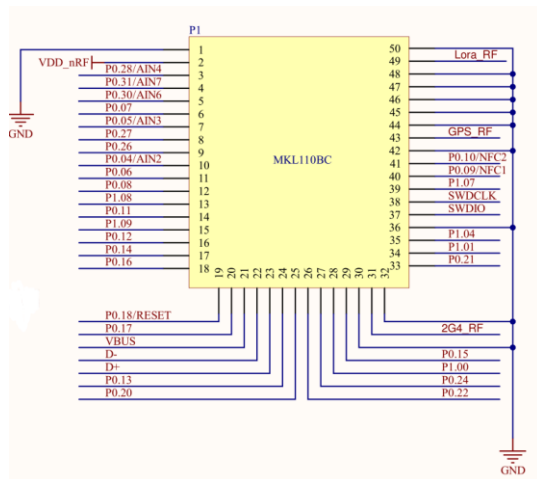 P1
1 50
VDD_nRF 2 49 Lora_RF
P0.28/AIN4 3 48
P0.31/AIN7 4 47
P0.30/AIN6 5 46
P0.07 6 45
P0.05/AIN3 7 44
P0.27 8 43 GPS_RF
P0.26 9 42
P0.04/AIN2 10 MKL110BC 41 P0.10/NFC2
P0.06 11 40 P0.09/NFC1
P0.08 12 39 P1.07
P1.08 13 38 SWDCLK
P0.11 14 37 SWDIO
P1.09 15 36
P0.12 16 35 P1.04
P0.14 17 34 P1.01
P0.16 18 33 P0.21
GND
19 20 21 22 23 24 25 26 27 28 29 30 31 32
P0.18/RESET
P0.17 2G4_RF
VBUS
D- P0.15
D+ P1.00
P0.13 P0.24
P0.20 P0.22
GND